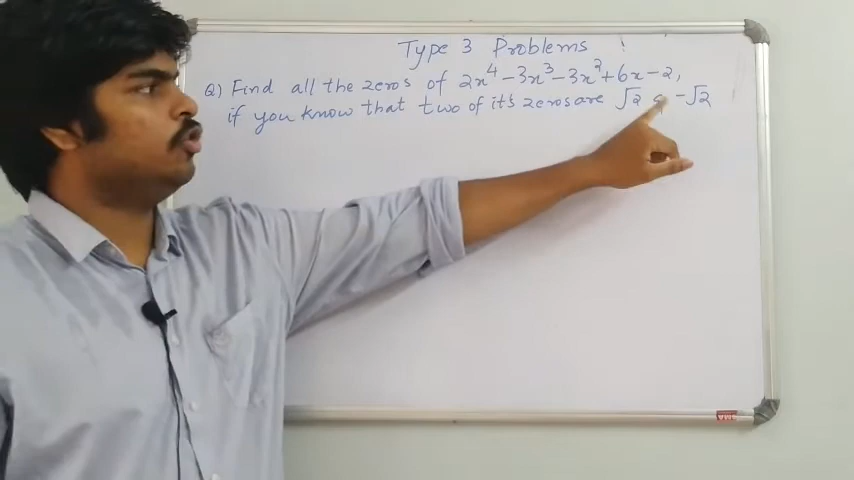 Type 3 Problems
Q) Find all the zeros of 2x⁴ - 3x³ - 3x² + 6x - 2,
if you know that two of it's zeros are √2 & -√2